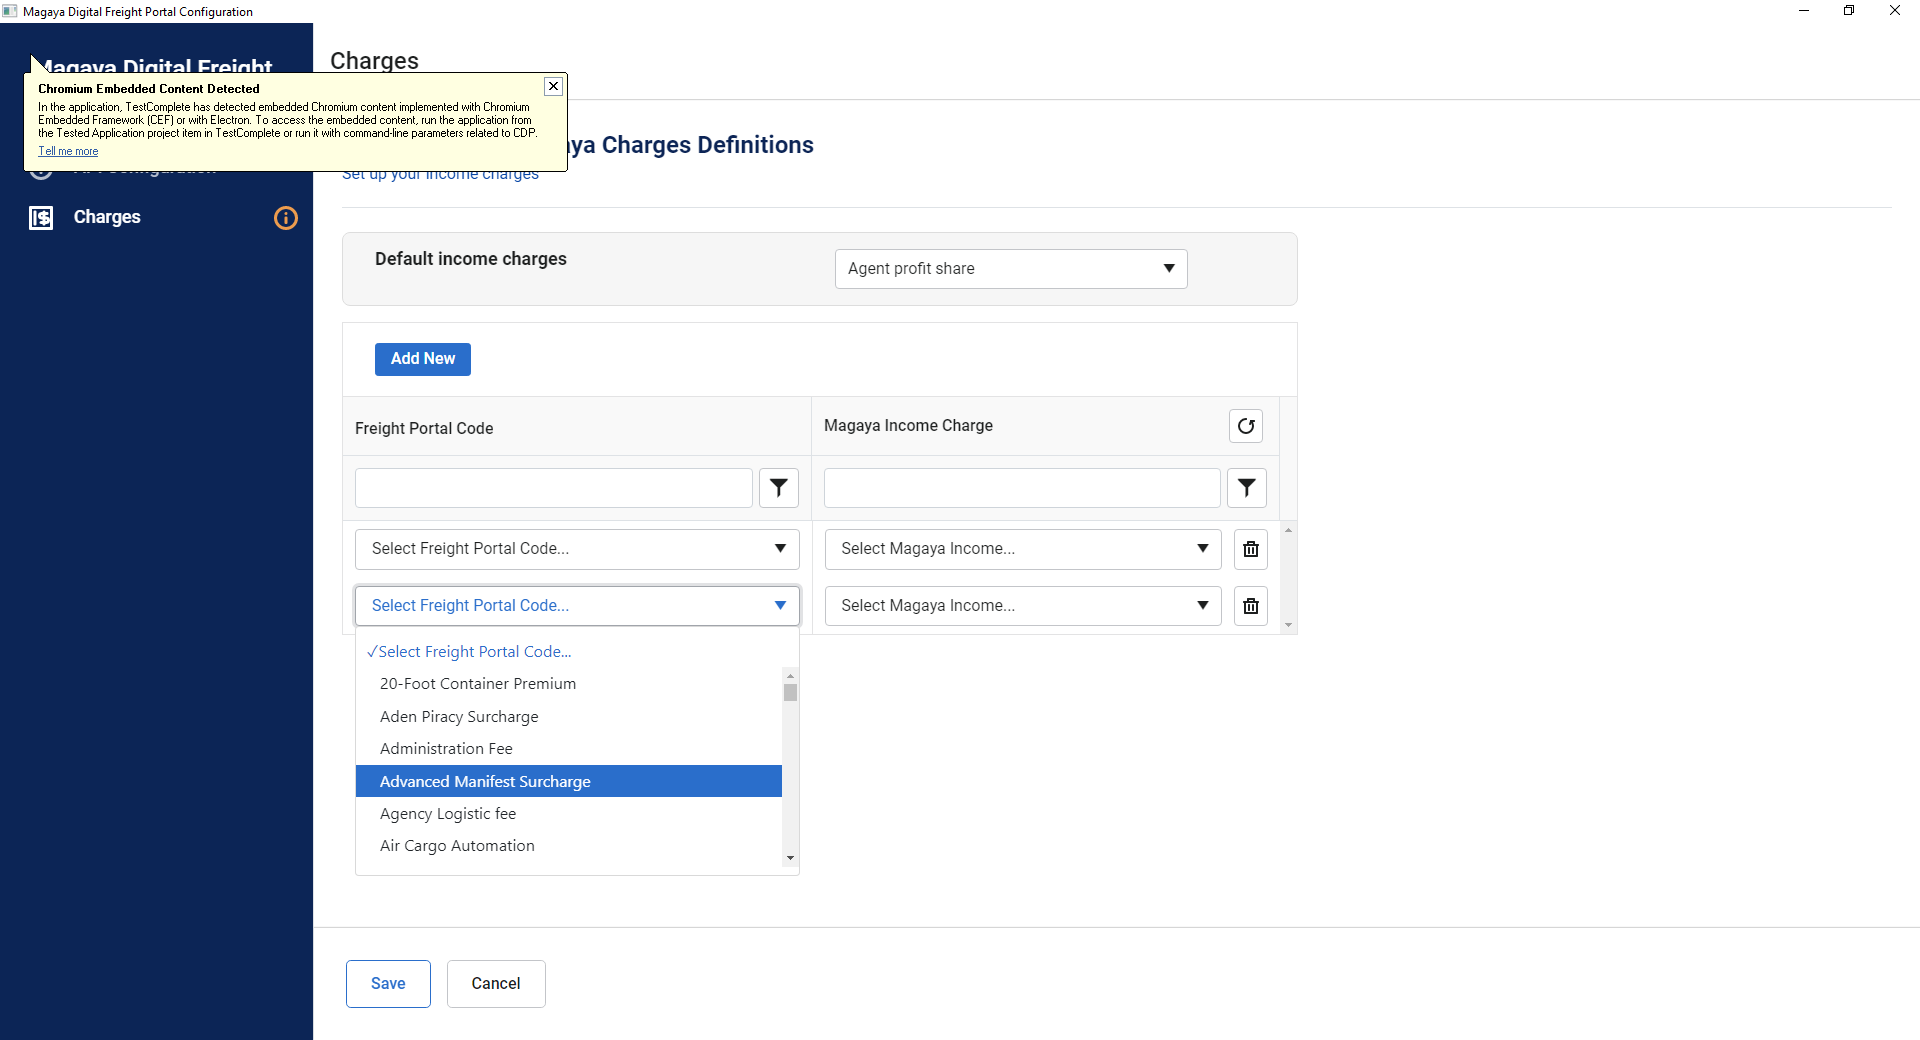 Magaya Digital Freight Portal Configuration
Magaya Digital Freight
Charges
Chromium Embedded Content Detected
In the application, TestComplete has detected embedded Chromium content implemented with Chromium
Embedded Framework (CEF) or with Electron. To access the embedded content, run the application from
the Tested Application project item in TestComplete or run it with command-line parameters related to CDP.
Tell me more
aya Charges Definitions
Set up your income charges
API Configuration
Charges
Default income charges
Agent profit share
Add New
Freight Portal Code
Magaya Income Charge
Select Freight Portal Code...
Select Magaya Income...
Select Freight Portal Code...
Select Magaya Income...
✓Select Freight Portal Code...
20-Foot Container Premium
Aden Piracy Surcharge
Administration Fee
Advanced Manifest Surcharge
Agency Logistic fee
Air Cargo Automation
Save
Cancel